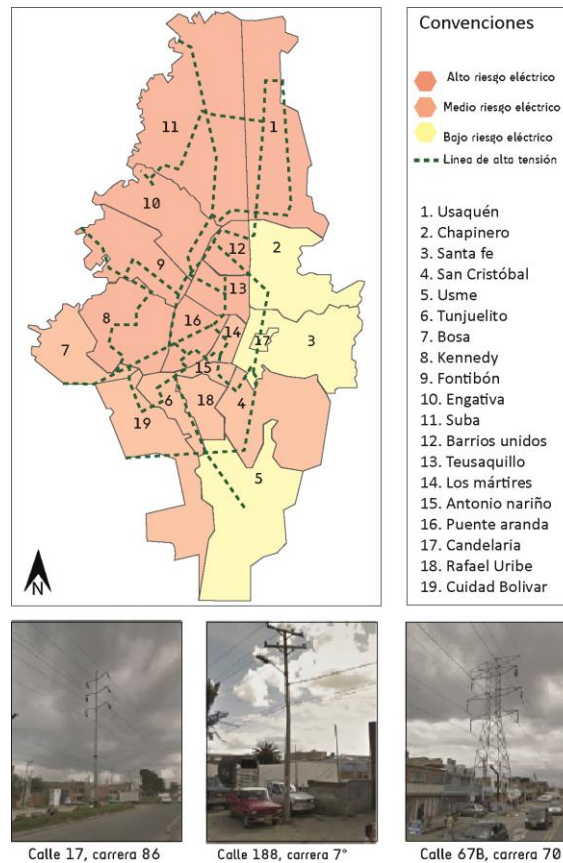 Convenciones
Alto riesgo eléctrico
Medio riesgo eléctrico
Bajo riesgo eléctrico
Linea de alta tensión
1. Usaquén
2. Chapinero
3. Santa fe
4. San Cristóbal
5. Usme
6. Tunjuelito
7. Bosa
8. Kennedy
9. Fontibón
10. Engativa
11. Suba
12. Barrios unidos
13. Teusaquillo
14. Los mártires
15. Antonio nariño
16. Puente aranda
17. Candelaria
18. Rafael Uribe
19. Cuidad Bolivar
11
1
10
12
2
9
13
8
16
14
17
3
7
15
6
18
4
19
5
N
Calle 17, carrera 86
Calle 188, carrera 7°
Calle 67B, carrera 70